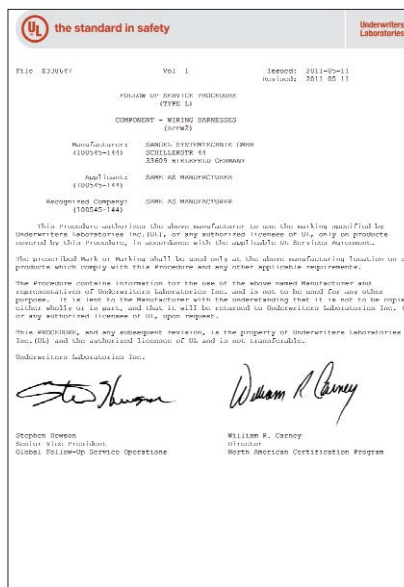 UL the standard in safety
Underwriters
Laboratories
File E330647 Vol 1 Issued: 2011-05-11
Revised: 2011-05-11
FOLLOW-UP SERVICE PROCEDURE
(TYPE L)
COMPONENT - WIRING HARNESSES
(ZPFW2)
Manufacturer: SANDEL SYSTEMTECHNIK GMBH
(100545-144) SCHILLERSTR 44
33609 BIELEFELD GERMANY
Applicant: SAME AS MANUFACTURER
(100545-144)
Recognized Company: SAME AS MANUFACTURER
(100545-144)
This Procedure authorizes the above manufacturer to use the marking specified by
Underwriters Laboratories Inc.(UL), or any authorized licensee of UL, only on products
covered by this Procedure, in accordance with the applicable UL Services Agreement.
The prescribed Mark or Marking shall be used only at the above manufacturing location on s
products which comply with this Procedure and any other applicable requirements.
The Procedure contains information for the use of the above named Manufacturer and
representatives of Underwriters Laboratories Inc. and is not to be used for any other
purpose. It is lent to the Manufacturer with the understanding that it is not to be copie
either wholly or in part, and that it will be returned to Underwriters Laboratories Inc.
or any authorized licensee of UL, upon request.
This PROCEDURE, and any subsequent revision, is the property of Underwriters Laboratories
Inc.(UL) and the authorized licensee of UL and is not transferable.
Underwriters Laboratories Inc.
William R Carney
Stephen Hewson William R. Carney
Senior Vice President Director
Global Follow-Up Service Operations North American Certification Program